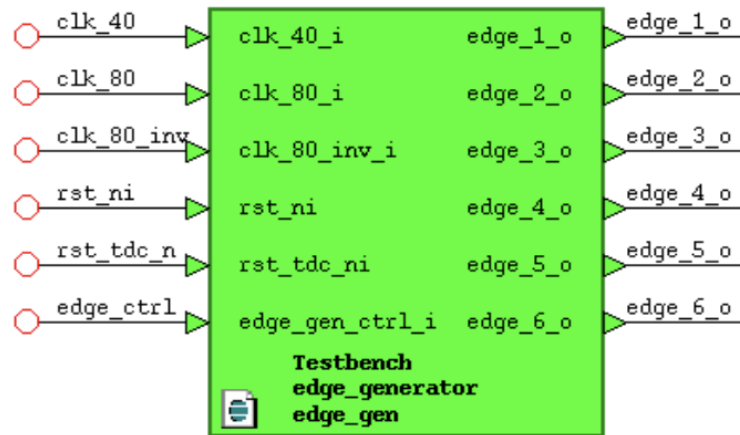 clk_40 clk_40_i edge_1_o edge_1_o
clk_80 clk_80_i edge_2_o edge_2_o
clk_80_inv clk_80_inv_i edge_3_o edge_3_o
rst_ni rst_ni edge_4_o edge_4_o
rst_tdc_n rst_tdc_ni edge_5_o edge_5_o
edge_ctrl edge_gen_ctrl_i edge_6_o edge_6_o
Testbench
edge_generator
edge_gen